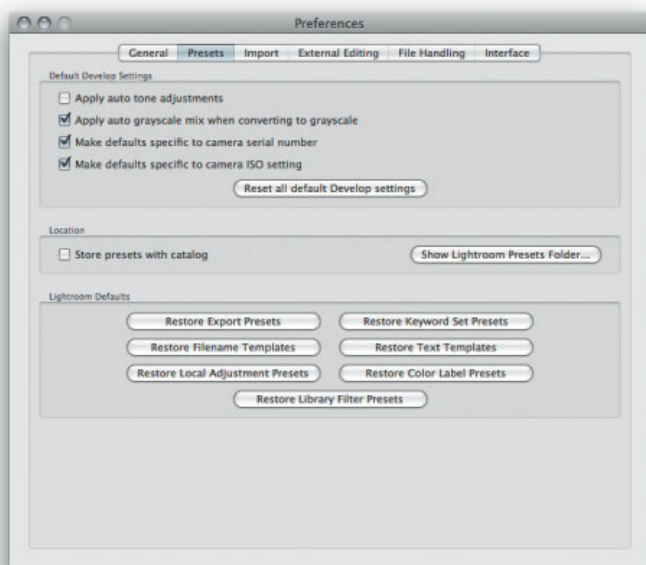 Preferences
General Presets Import External Editing File Handling Interface
Default Develop Settings
Apply auto tone adjustments
Apply auto grayscale mix when converting to grayscale
Make defaults specific to camera serial number
Make defaults specific to camera ISO setting
Reset all default Develop settings
Location
Store presets with catalog Show Lightroom Presets Folder...
Lightroom Defaults
Restore Export Presets Restore Keyword Set Presets
Restore Filename Templates Restore Text Templates
Restore Local Adjustment Presets Restore Color Label Presets
Restore Library Filter Presets